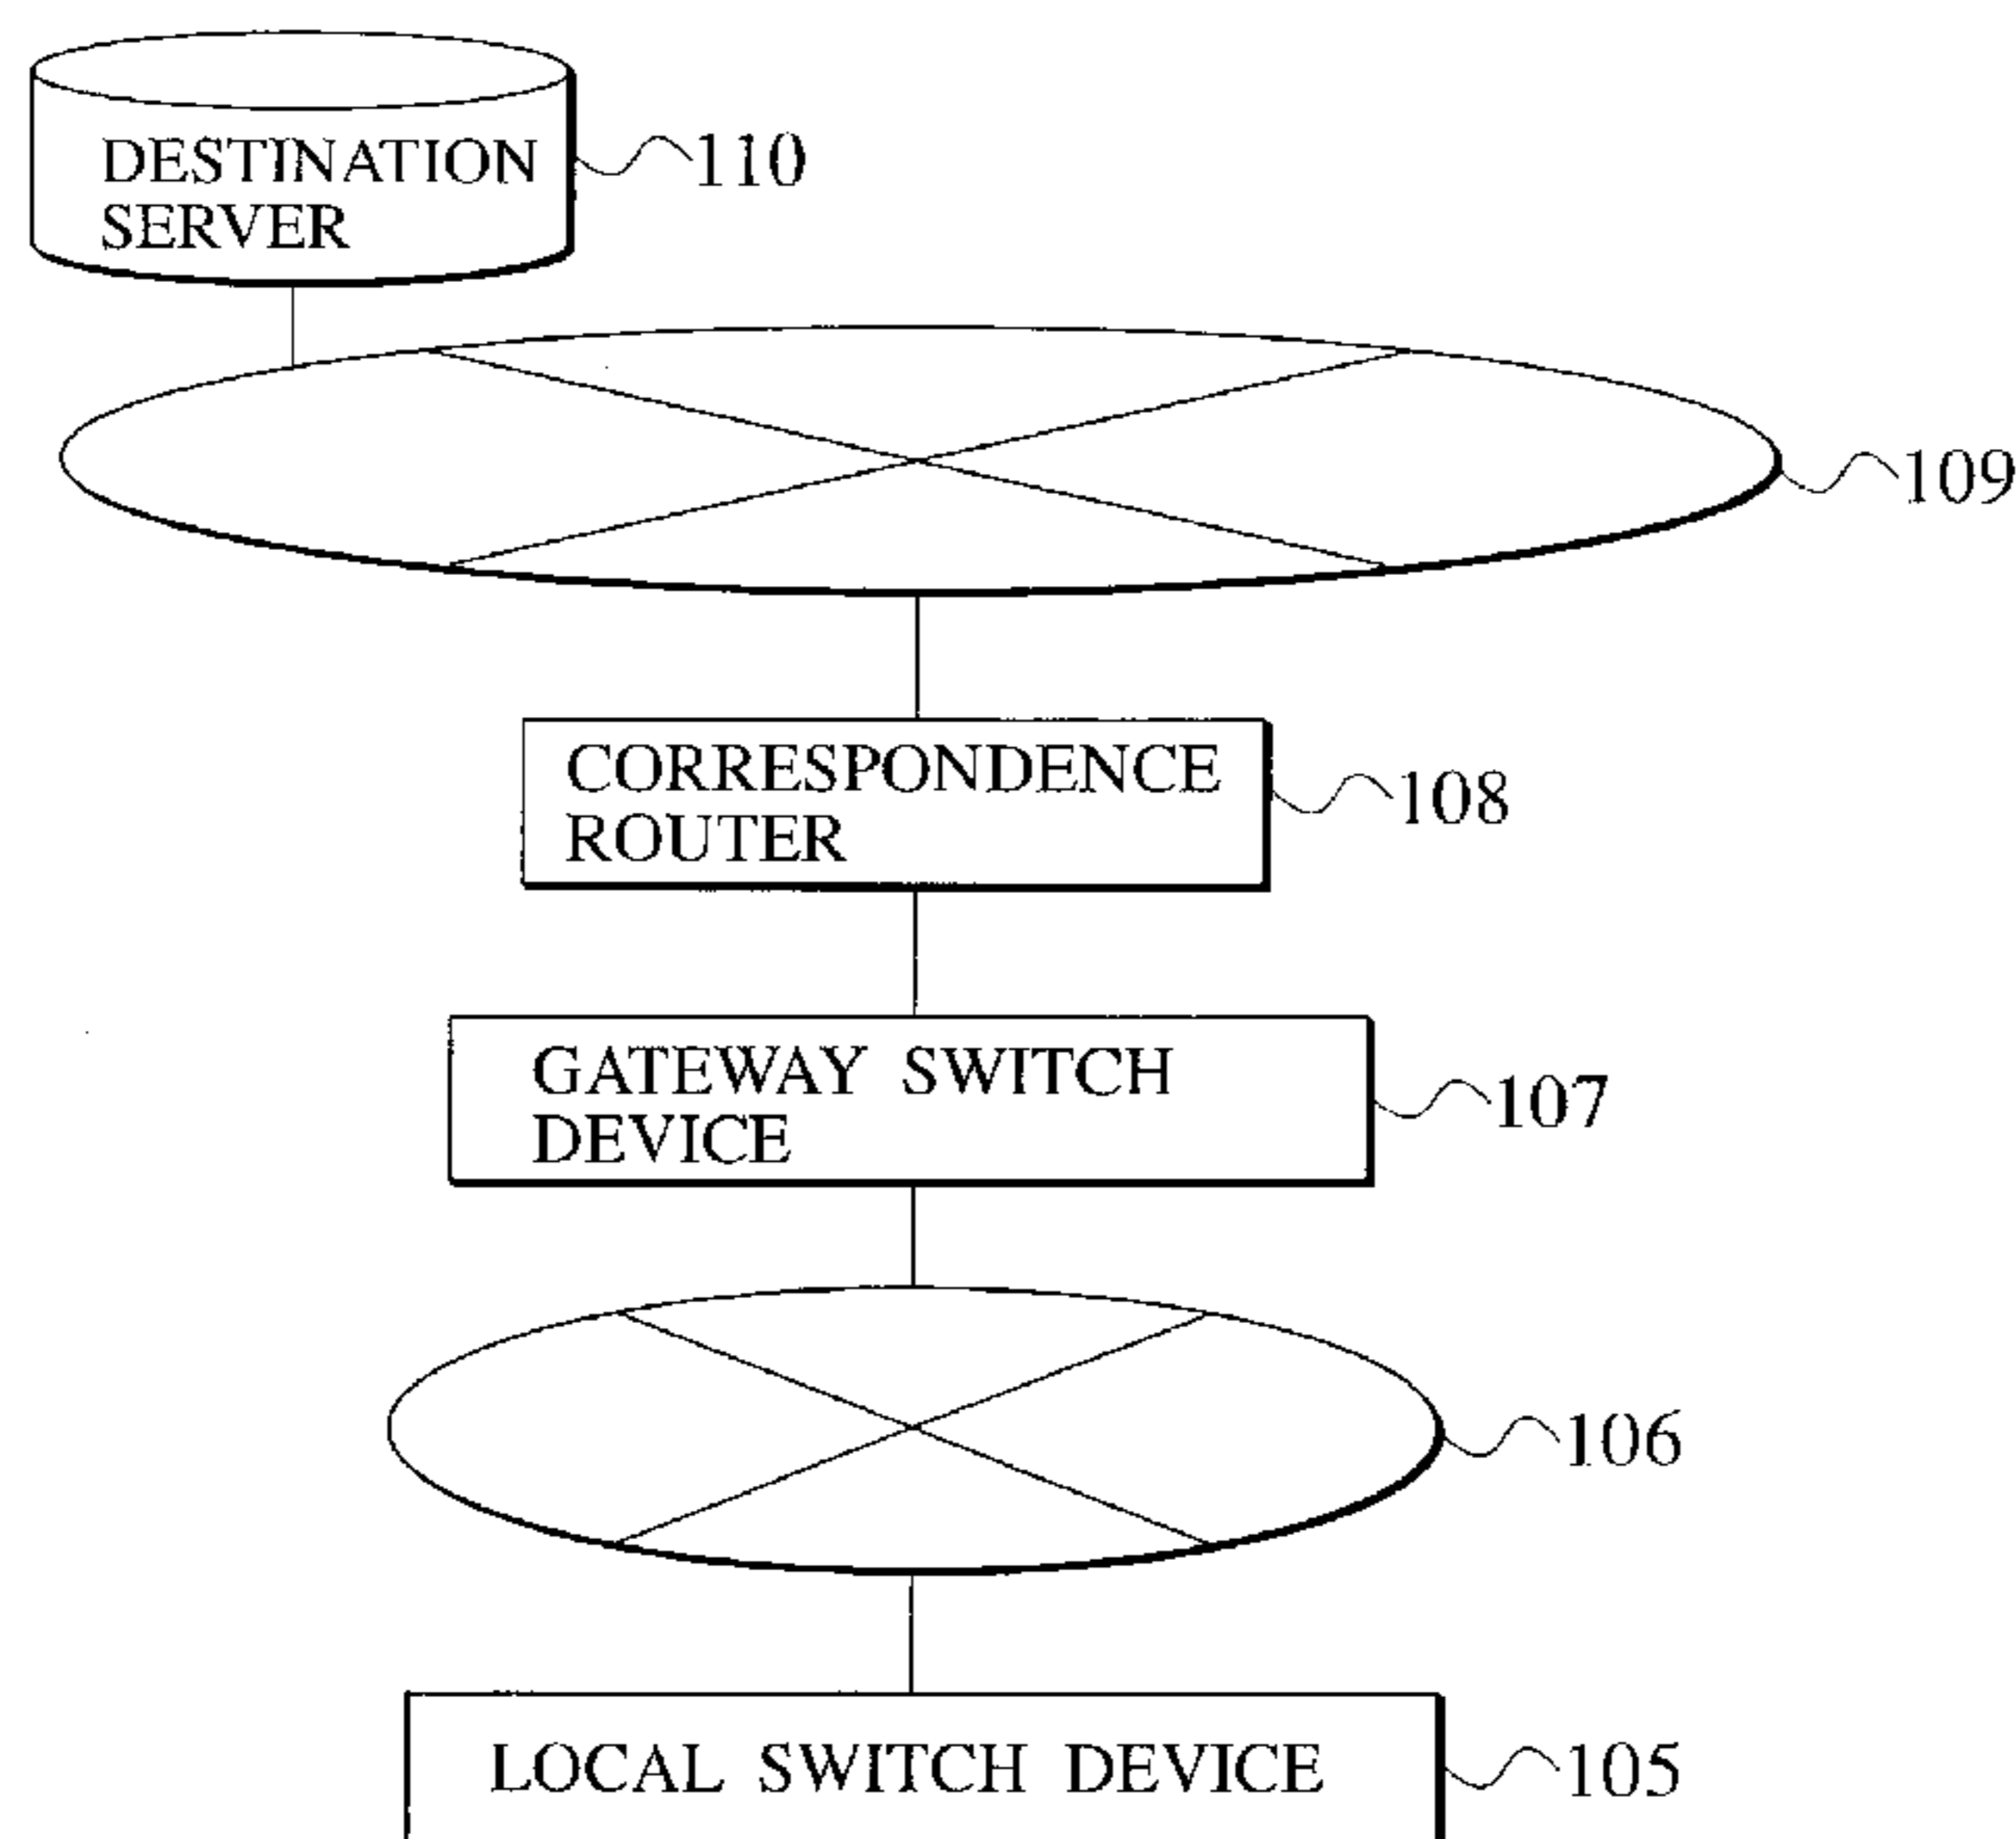 DESTINATION
SERVER
110
109
CORRESPONDENCE
ROUTER
108
GATEWAY SWITCH
DEVICE
107
106
LOCAL SWITCH DEVICE
105